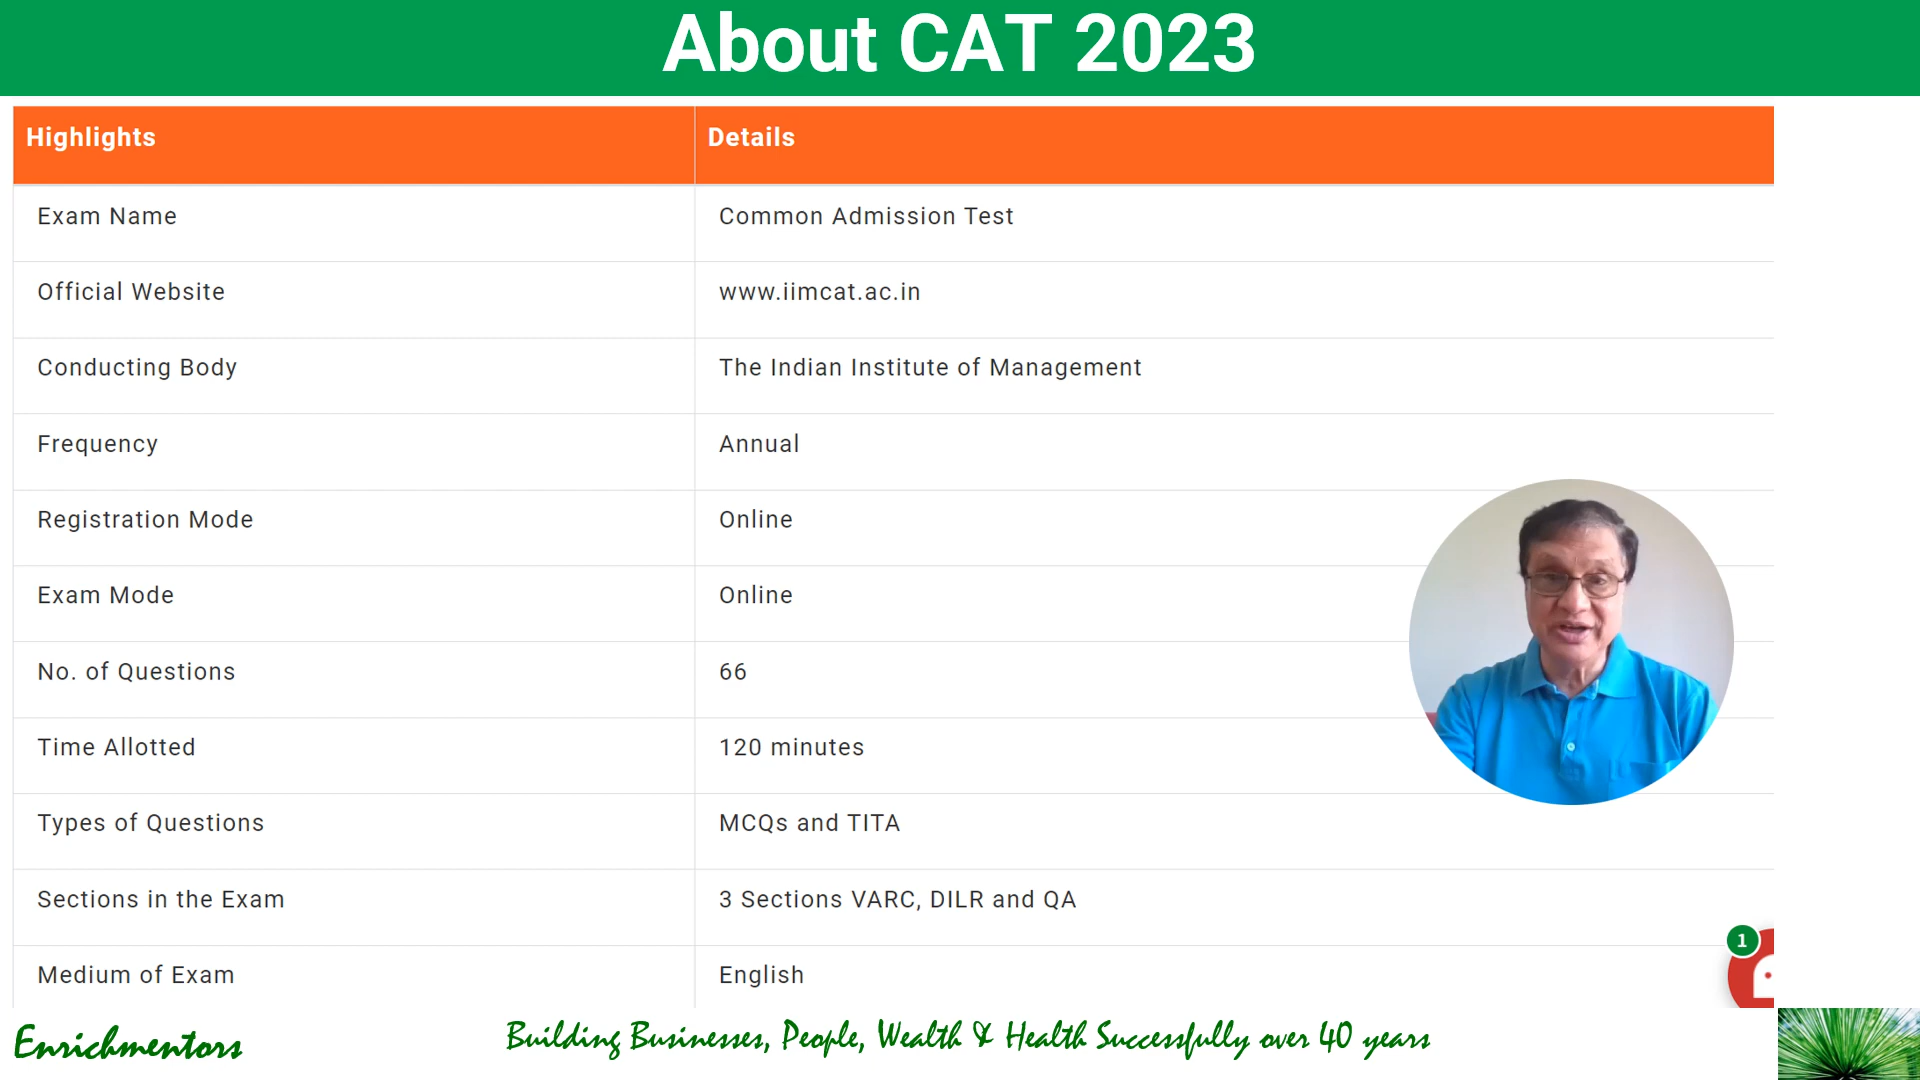 About CAT 2023
Highlights Details
Exam Name Common Admission Test
Official Website www.iimcat.ac.in
Conducting Body The Indian Institute of Management
Frequency Annual
Registration Mode Online
Exam Mode Online
No. of Questions 66
Time Allotted 120 minutes
Types of Questions MCQs and TITA
Sections in the Exam 3 Sections VARC, DILR and QA
1
Medium of Exam English
Enrichmentors Building Businesses, People, Wealth & Health Successfully over 40 years